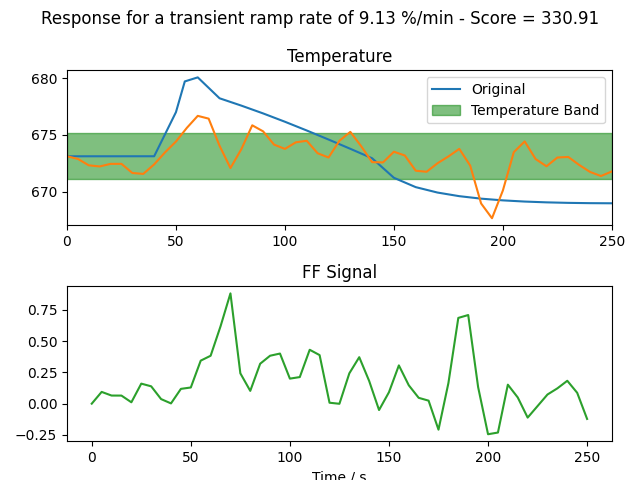 Response for a transient ramp rate of 9.13 %/min - Score = 330.91
Temperature
680
675
670
Original
Temperature Band
0 50 100 150 200 250
FF Signal
0.75
0.50
0.25
0.00
−0.25
0 50 100 150 200 250
Time / s